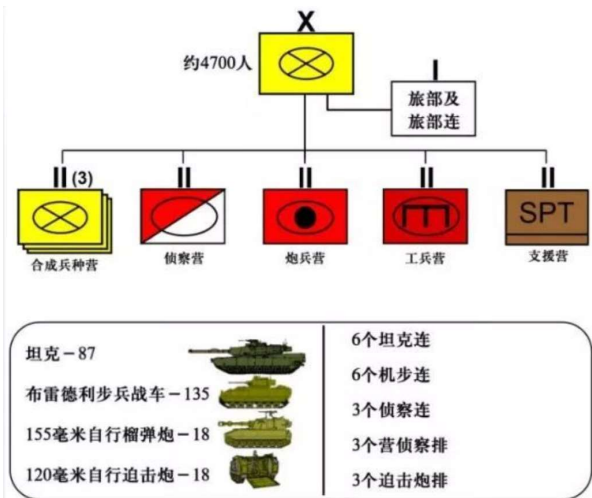 X
约4700人
I
旅部及
旅部连
II (3)
II
II
II
II
SPT
合成兵种营
侦察营
炮兵营
工兵营
支援营
坦克-87
布雷德利步兵战车-135
155毫米自行榴弹炮-18
120毫米自行迫击炮-18
6个坦克连
6个机步连
3个侦察连
3个营侦察排
3个迫击炮排